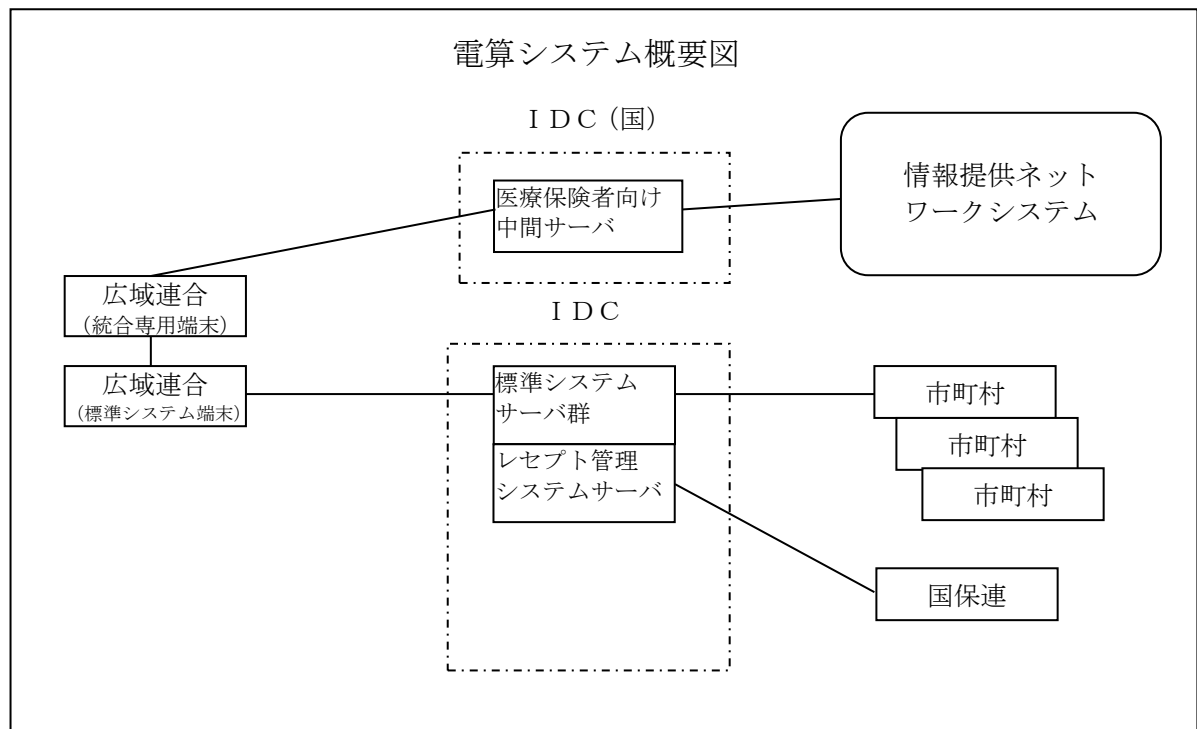 電算システム概要図
ＩＤＣ（国）
医療保険者向け
中間サーバ
情報提供ネット
ワークシステム
広域連合
（統合専用端末）
ＩＤＣ
広域連合
（標準システム端末）
標準システム
サーバ群
レセプト管理
システムサーバ
市町村
市町村
市町村
国保連